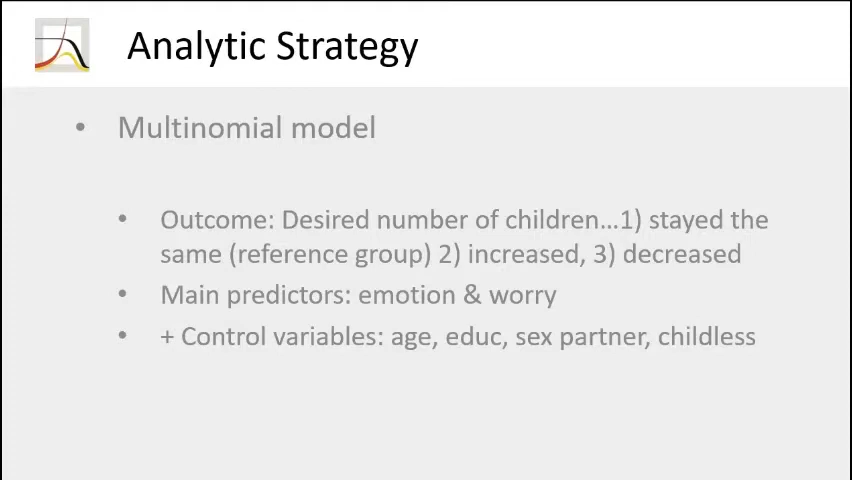 Analytic Strategy
• Multinomial model
• Outcome: Desired number of children...1) stayed the
same (reference group) 2) increased, 3) decreased
• Main predictors: emotion & worry
• + Control variables: age, educ, sex partner, childless